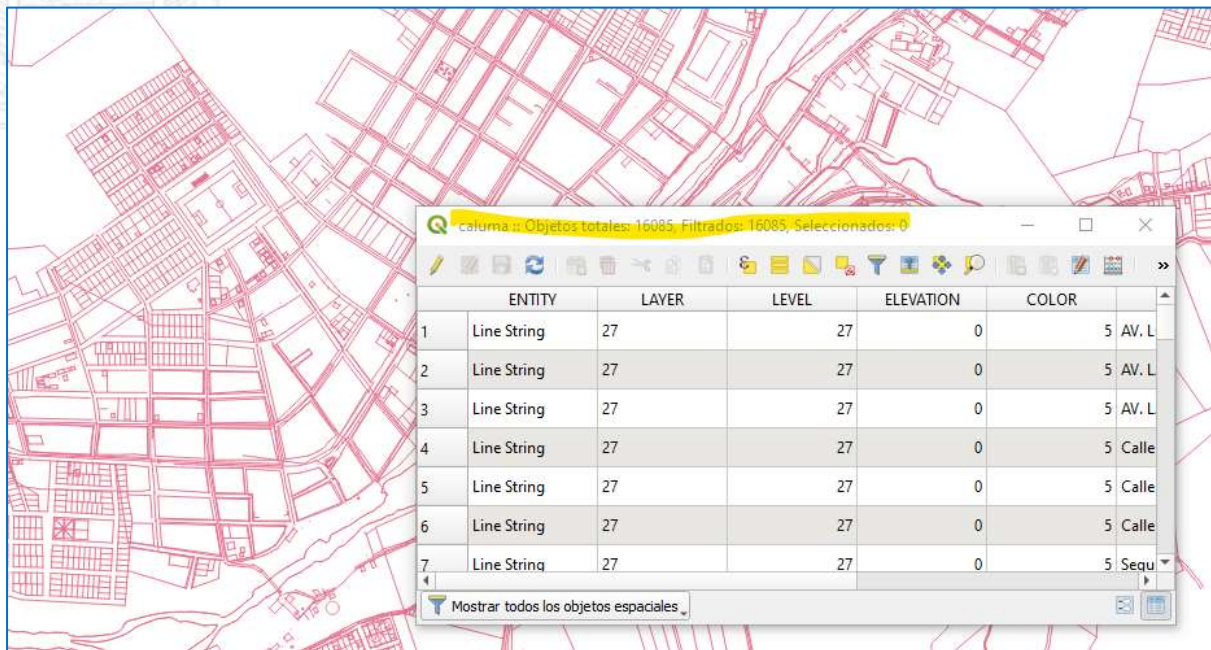 caluma :: Objetos totales: 16085, Filtrados: 16085, Seleccionados: 0
ENTITY LAYER LEVEL ELEVATION COLOR
1 Line String 27 27 0 5 AV. L
2 Line String 27 27 0 5 AV. L
3 Line String 27 27 0 5 AV. L
4 Line String 27 27 0 5 Calle
5 Line String 27 27 0 5 Calle
6 Line String 27 27 0 5 Calle
7 Line String 27 27 0 5 Segu
Mostrar todos los objetos espaciales